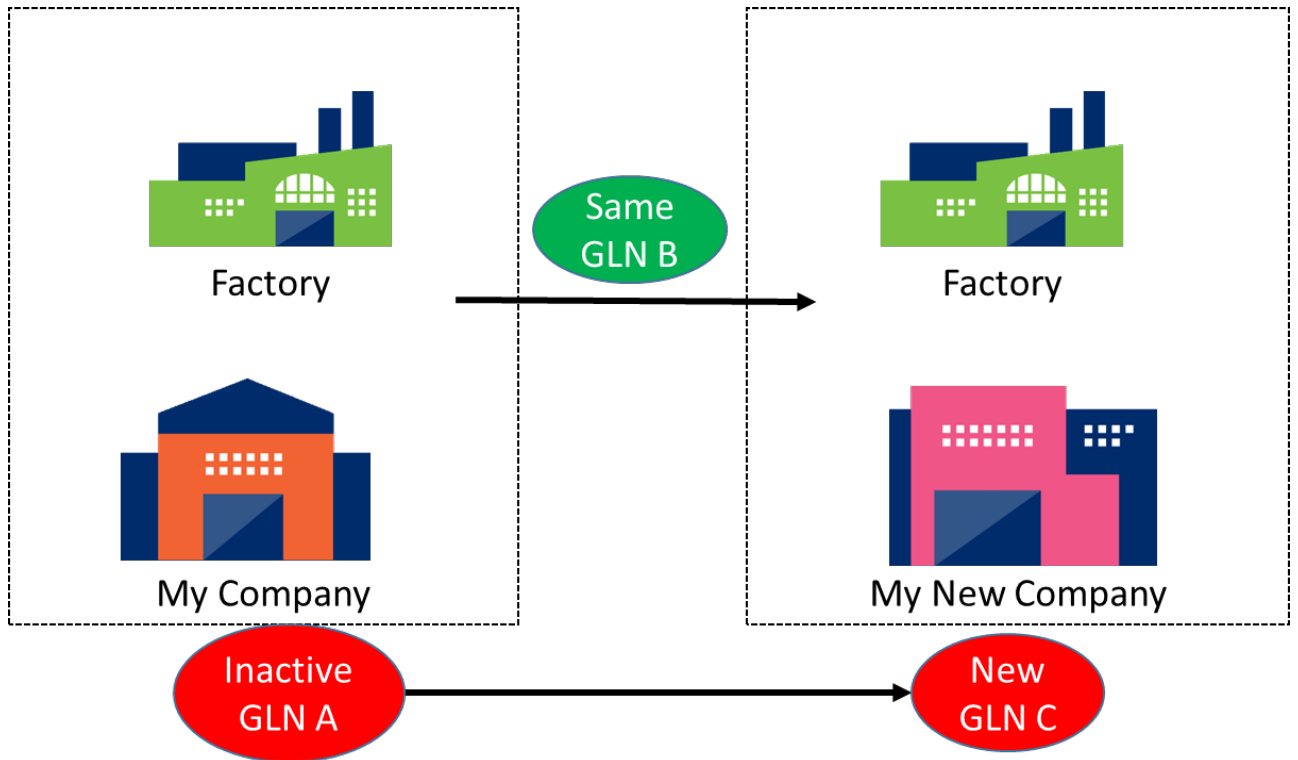 Factory
Same
GLN B
Factory
My Company
My New Company
Inactive
GLN A
New
GLN C